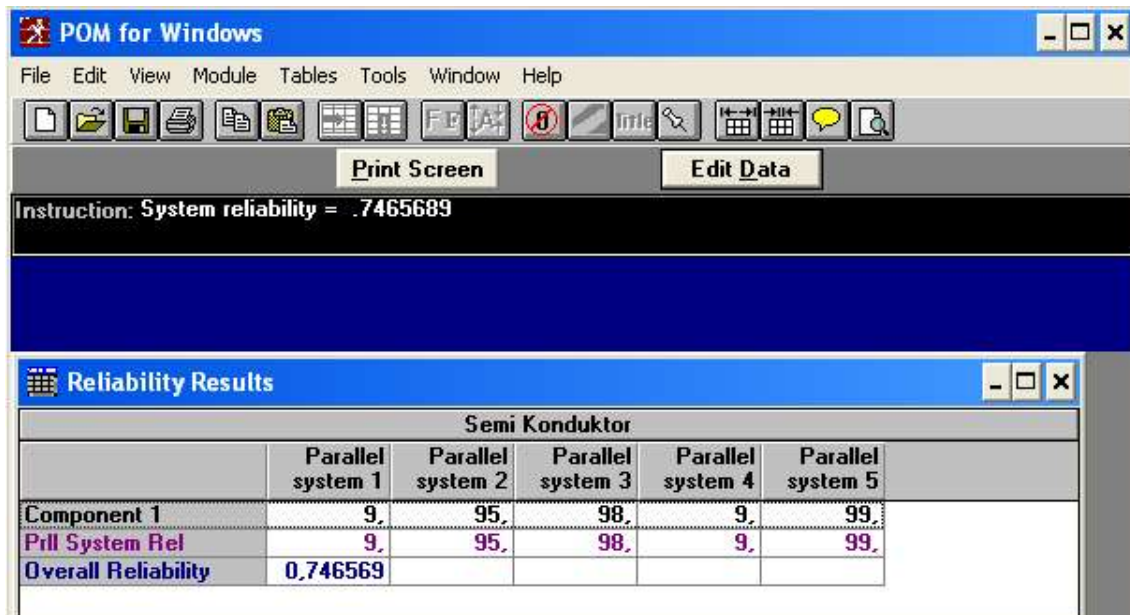 POM for Windows
File Edit View Module Tables Tools Window Help
Print Screen Edit Data
Instruction: System reliability = .7465689
Reliability Results
Semi Konduktor
Parallel system 1 Parallel system 2 Parallel system 3 Parallel system 4 Parallel system 5
Component 1 9, 95, 98, 9, 99,
Prll System Rel 9, 95, 98, 9, 99,
Overall Reliability 0,746569